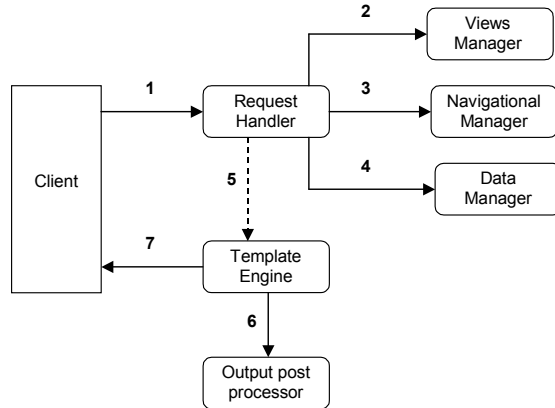 2
Views
Manager
1
Request
Handler
3
Navigational
Manager
Client
5
4
Data
Manager
7
Template
Engine
6
Output post
processor